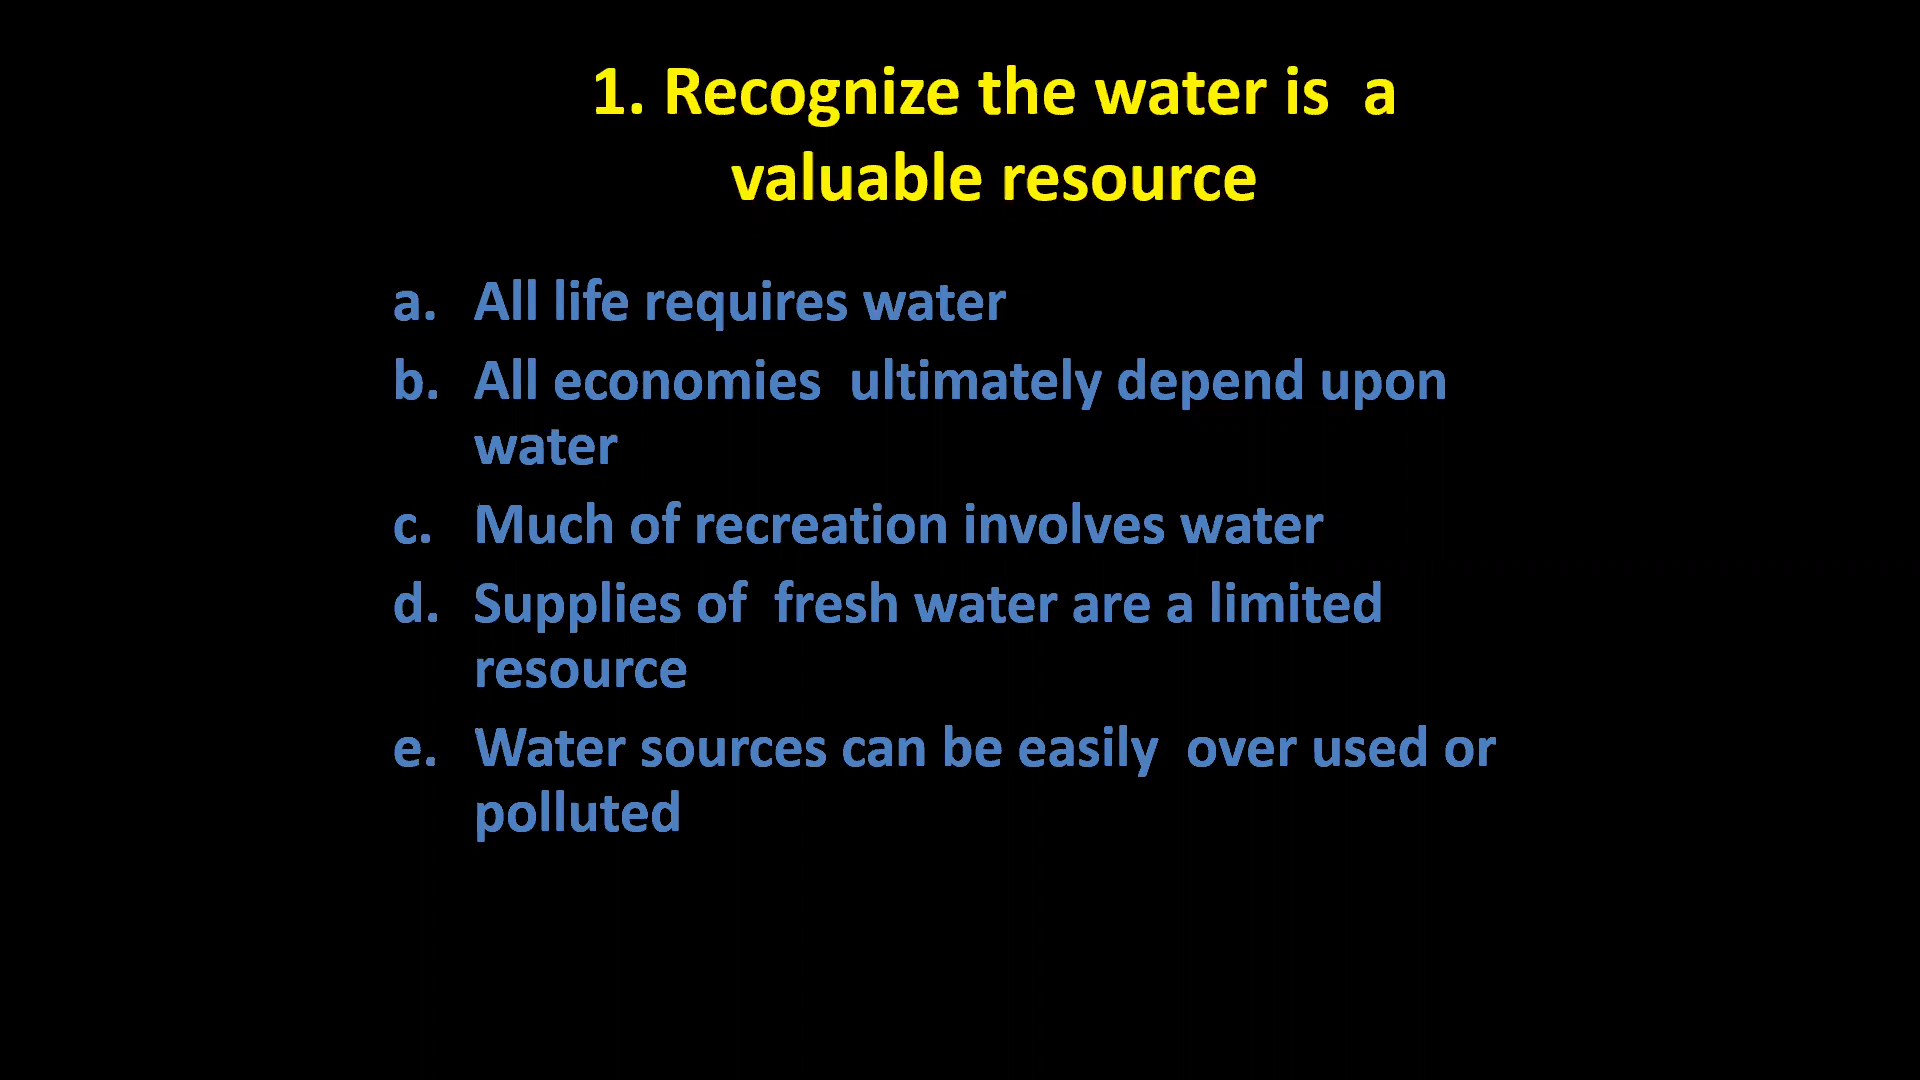 1. Recognize the water is  a
valuable resource
a. All life requires water
b. All economies  ultimately depend upon
water
c. Much of recreation involves water
d. Supplies of  fresh water are a limited
resource
e. Water sources can be easily  over used or
polluted